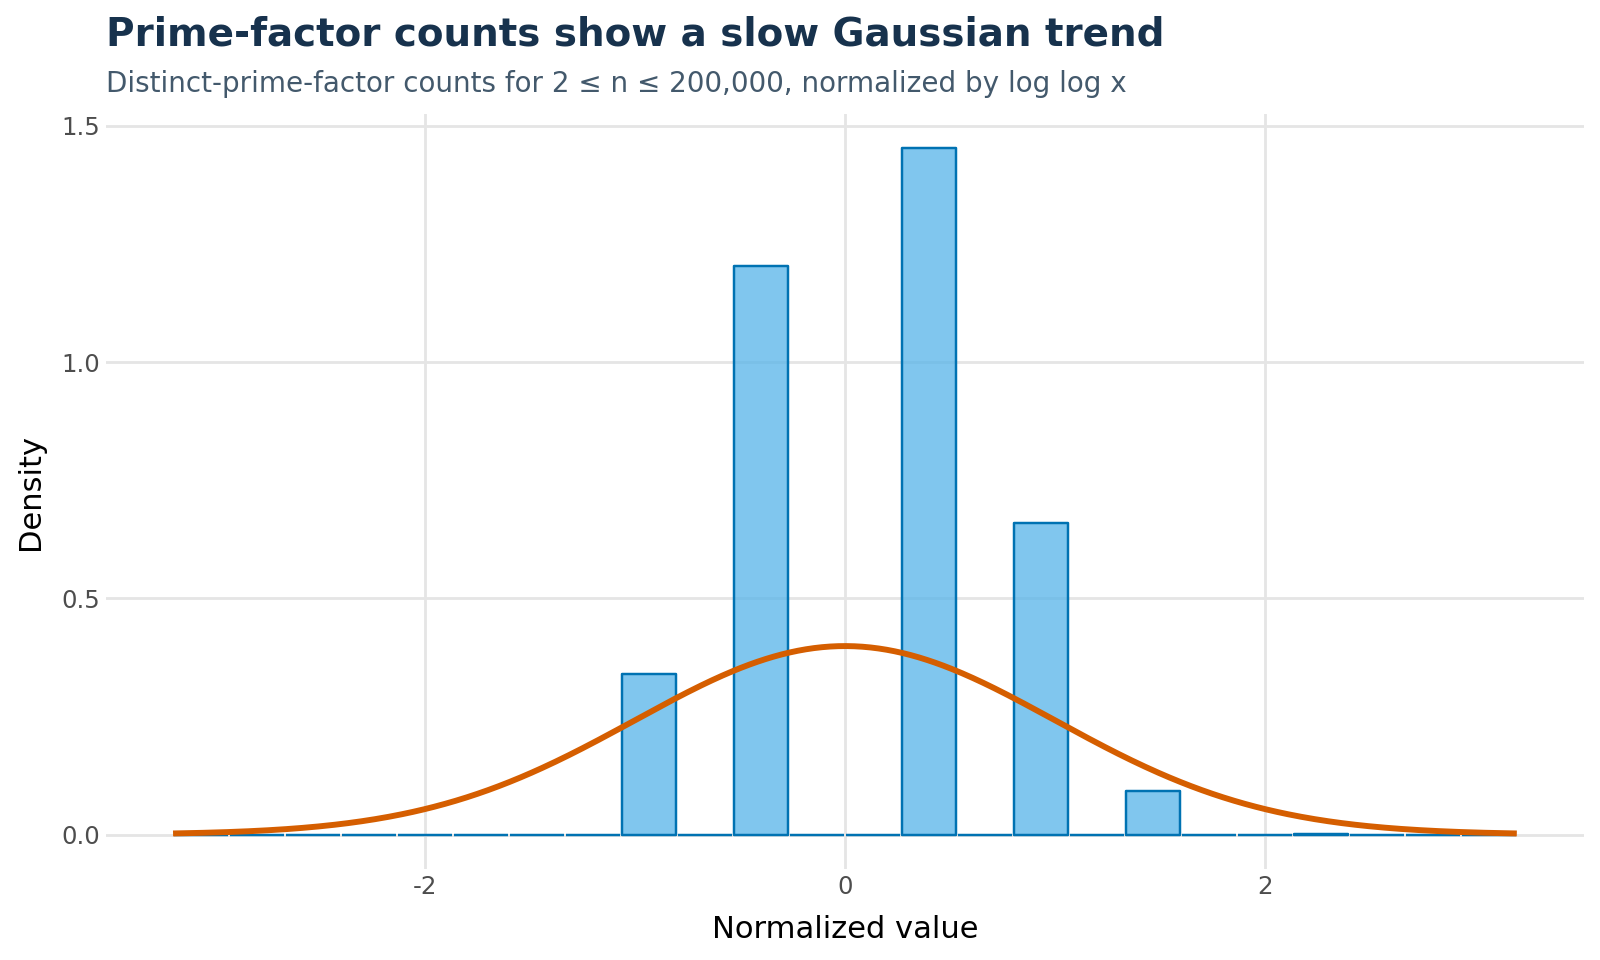 Prime-factor counts show a slow Gaussian trend
Distinct-prime-factor counts for 2 ≤ n ≤ 200,000, normalized by log log x
1.5
1.0
0.5
0.0
Density
-2
0
2
Normalized value